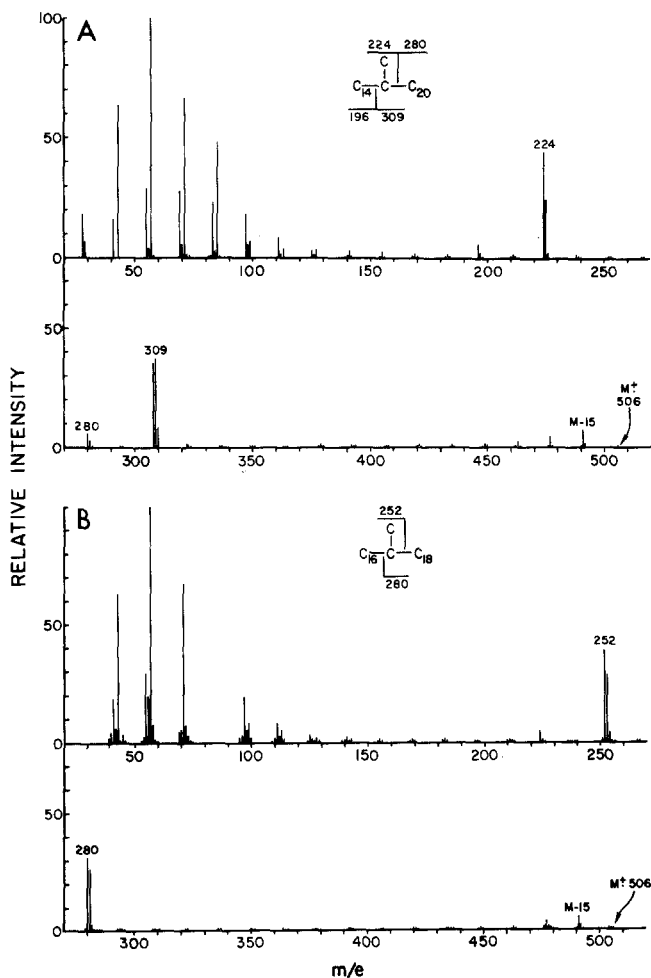 A
100
50
0
224 280
C
C14—C—C20
196 309
224
50 100 150 200 250
50
0
280
309
M-15
M+·
506
300 350 400 450 500
RELATIVE INTENSITY
B
50
0
252
C
C16—C—C18
280
252
50 100 150 200 250
50
0
280
M-15
M+· 506
300 350 400 450 500
m/e